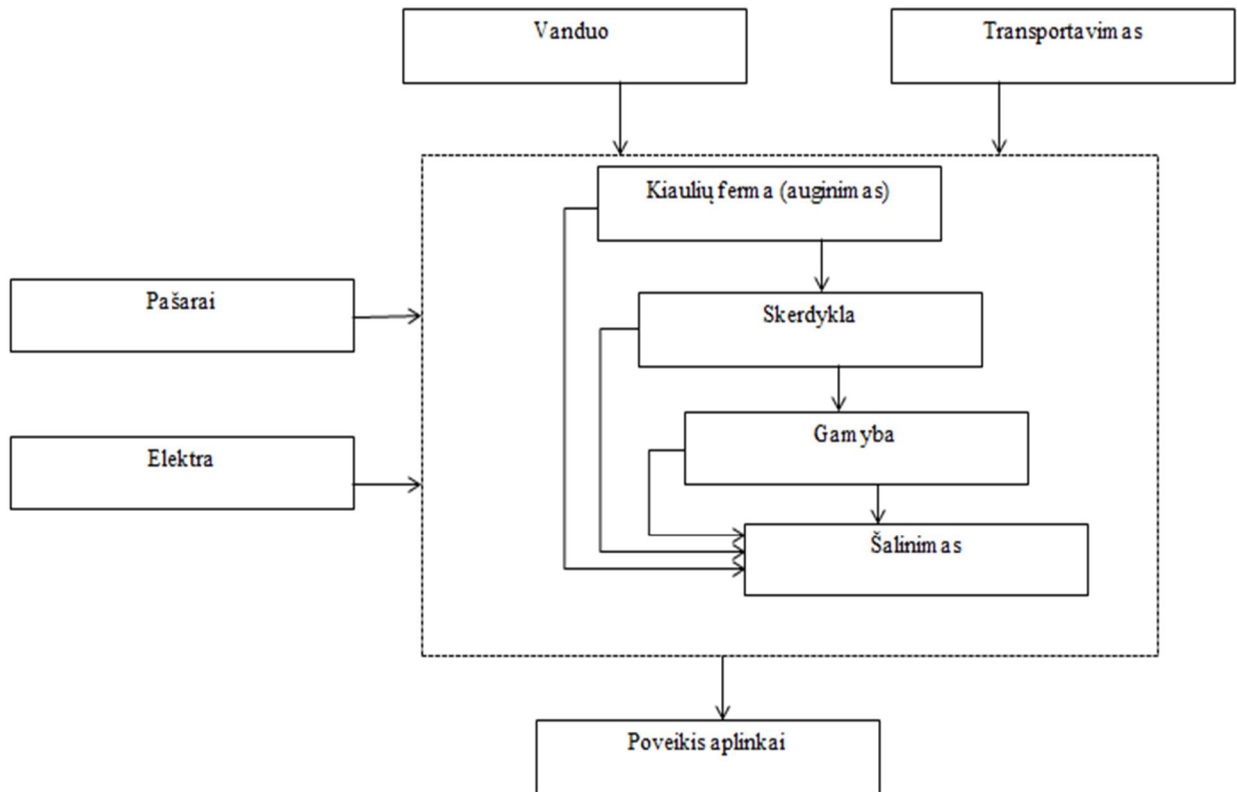 Vanduo
Transportavimas
Kiaulių ferma (auginimas)
Pašarai
Skerdykla
Gamyba
Elektra
Šalinimas
Poveikis aplinkai